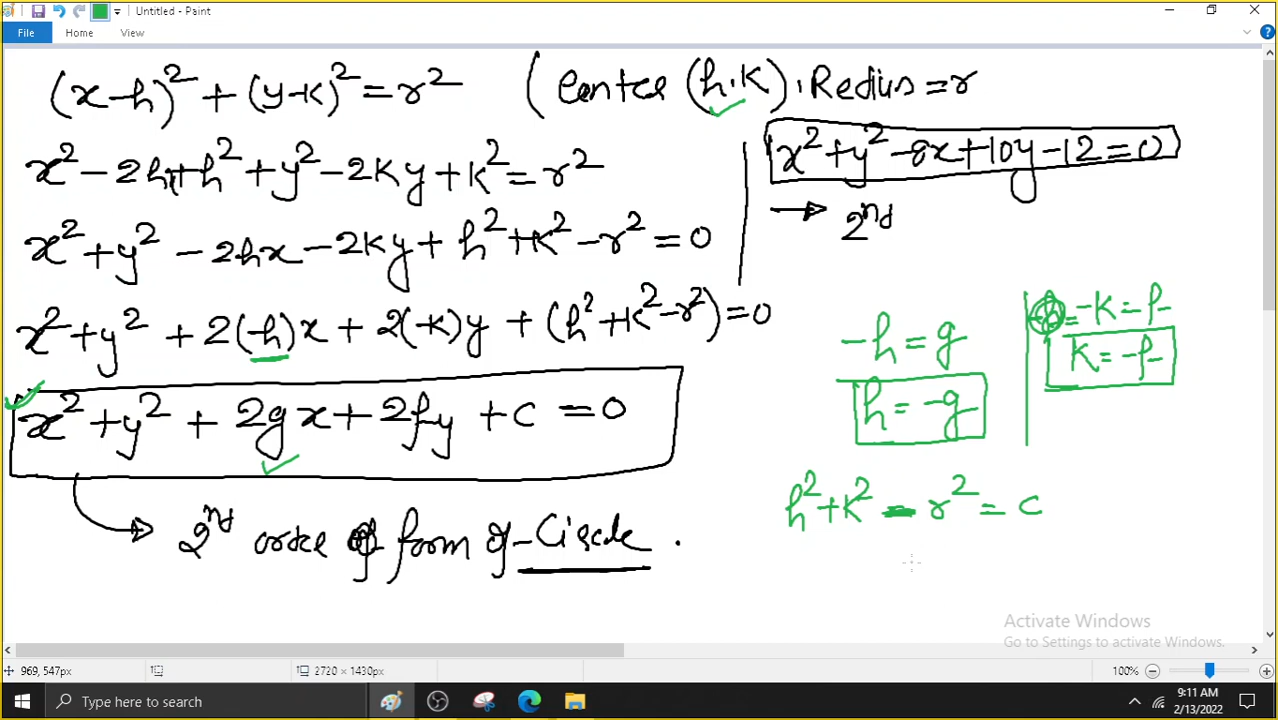 Untitled - Paint
File Home View
(x-h)² + (y-k)² = r² ( Center (h.k). Redius = r
x² - 2hx + h² + y² - 2ky + k² = r²
x² + y² - 2hx - 2ky + h² + k² - r² = 0
x² + y² + 2(-h)x + 2(-k)y + (h² + k² - r²) = 0
x² + y² + 2gx + 2fy + c = 0
2nd order of form of Circle .
x² + y² - 8x + 10y - 12 = 0
→ 2nd
-h = g
h = -g
-k = f
k = -f
h² + k² - r² = c
Activate Windows
Go to Settings to activate Windows.
969, 547px 2720 × 1430px 100%
Type here to search
9:11 AM
2/13/2022